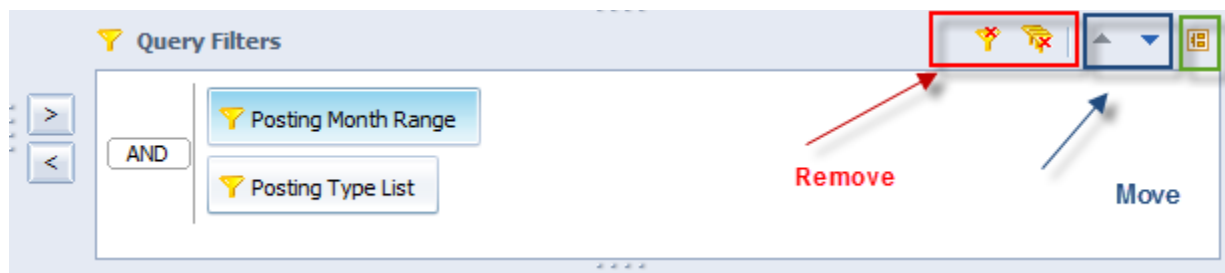 Query Filters
>
<
AND
Posting Month Range
Posting Type List
Remove
Move